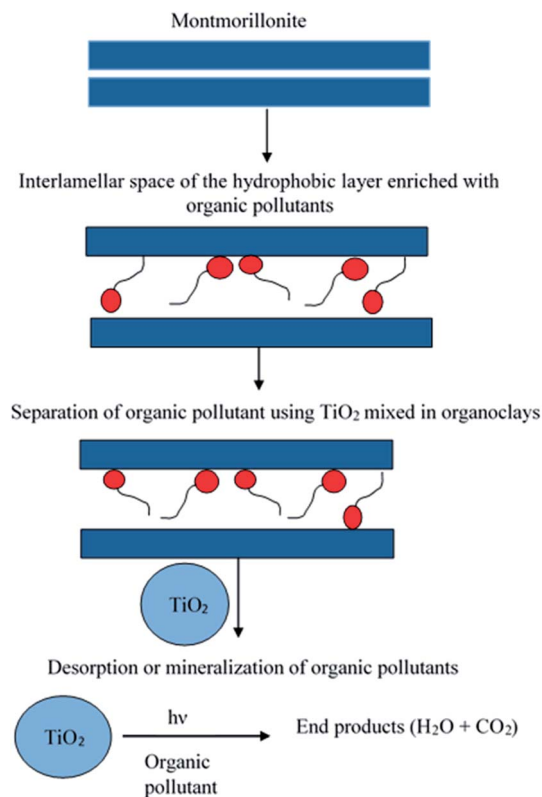 Montmorillonite
Interlamellar space of the hydrophobic layer enriched with
organic pollutants
Separation of organic pollutant using TiO₂ mixed in organoclays
TiO₂
Desorption or mineralization of organic pollutants
TiO₂
hν
Organic
pollutant
End products (H₂O + CO₂)